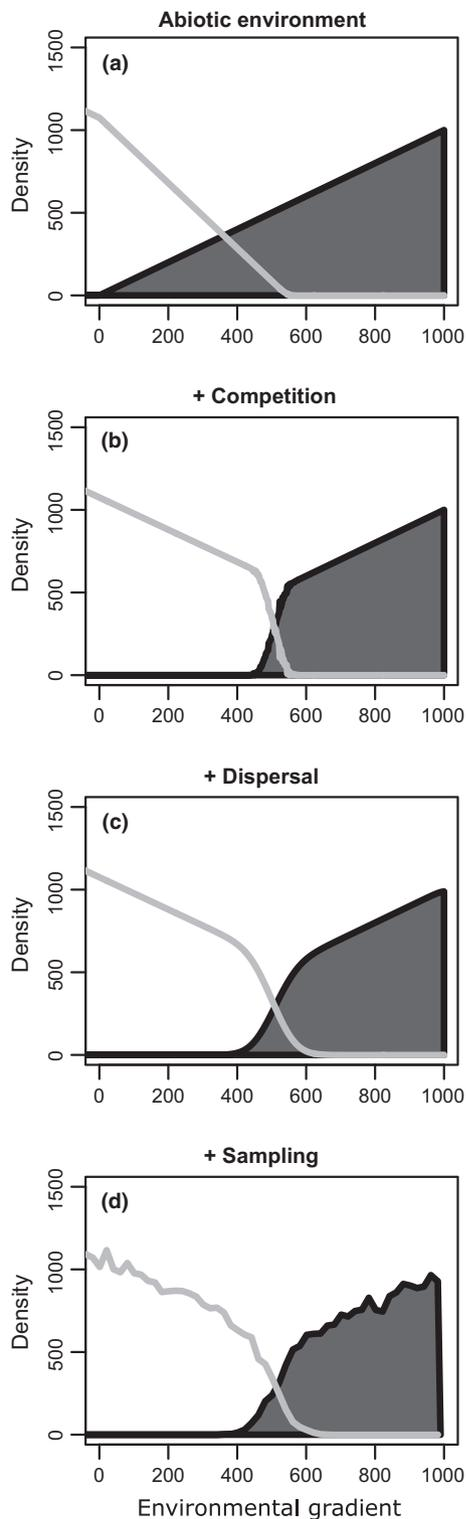 Abiotic environment
(a)
Density
1500
1000
500
0
0 200 400 600 800 1000
+ Competition
(b)
Density
1500
1000
500
0
0 200 400 600 800 1000
+ Dispersal
(c)
Density
1500
1000
500
0
0 200 400 600 800 1000
+ Sampling
(d)
Density
1500
1000
500
0
0 200 400 600 800 1000
Environmental gradient